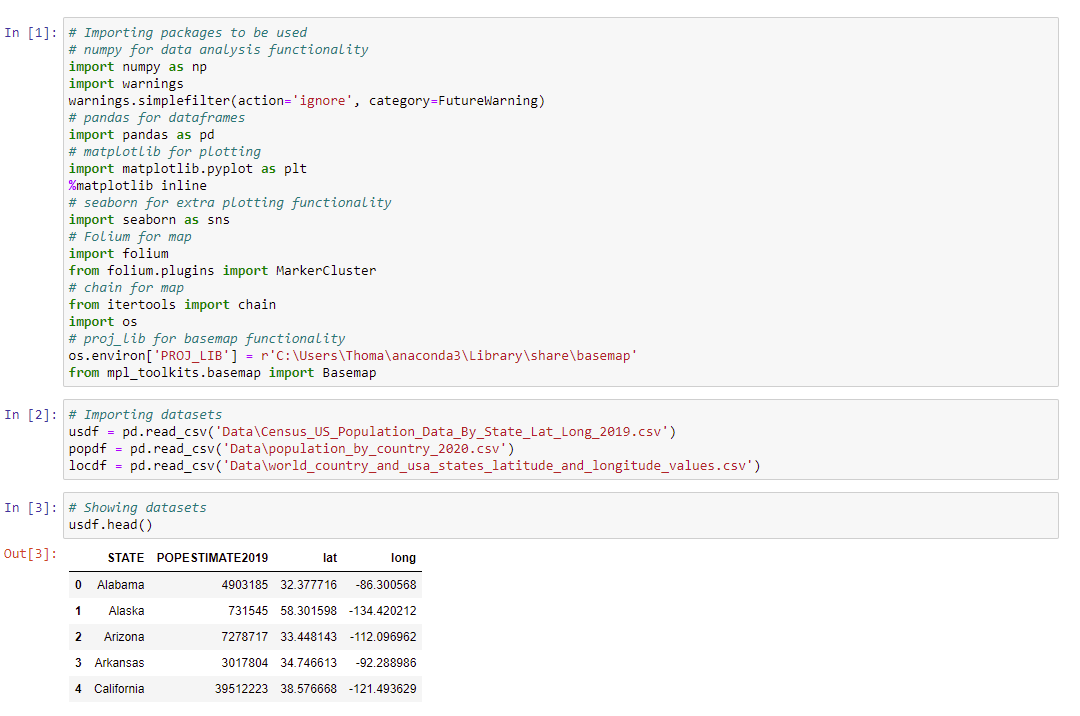 In [1]: # Importing packages to be used
# numpy for data analysis functionality
import numpy as np
import warnings
warnings.simplefilter(action='ignore', category=FutureWarning)
# pandas for dataframes
import pandas as pd
# matplotlib for plotting
import matplotlib.pyplot as plt
%matplotlib inline
# seaborn for extra plotting functionality
import seaborn as sns
# Folium for map
import folium
from folium.plugins import MarkerCluster
# chain for map
from itertools import chain
import os
# proj_lib for basemap functionality
os.environ['PROJ_LIB'] = r'C:\Users\Thoma\anaconda3\Library\share\basemap'
from mpl_toolkits.basemap import Basemap
In [2]: # Importing datasets
usdf = pd.read_csv('Data\Census_US_Population_Data_By_State_Lat_Long_2019.csv')
popdf = pd.read_csv('Data\population_by_country_2020.csv')
locdf = pd.read_csv('Data\world_country_and_usa_states_latitude_and_longitude_values.csv')
In [3]: # Showing datasets
usdf.head()
Out[3]:
STATE POPESTIMATE2019 lat long
0 Alabama 4903185 32.377716 -86.300568
1 Alaska 731545 58.301598 -134.420212
2 Arizona 7278717 33.448143 -112.096962
3 Arkansas 3017804 34.746613 -92.288986
4 California 39512223 38.576668 -121.493629